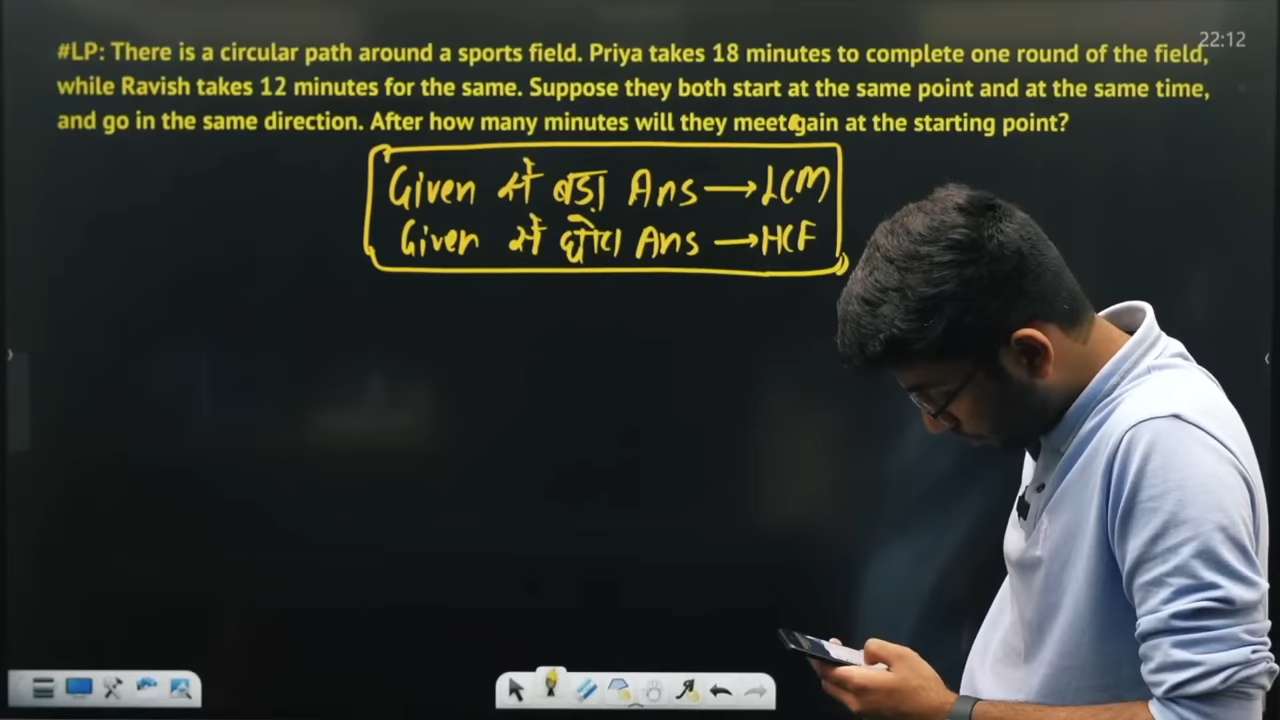 22:12
#LP: There is a circular path around a sports field. Priya takes 18 minutes to complete one round of the field,
while Ravish takes 12 minutes for the same. Suppose they both start at the same point and at the same time,
and go in the same direction. After how many minutes will they meet again at the starting point?
Given से बड़ा Ans → LCM
Given से छोटा Ans → HCF